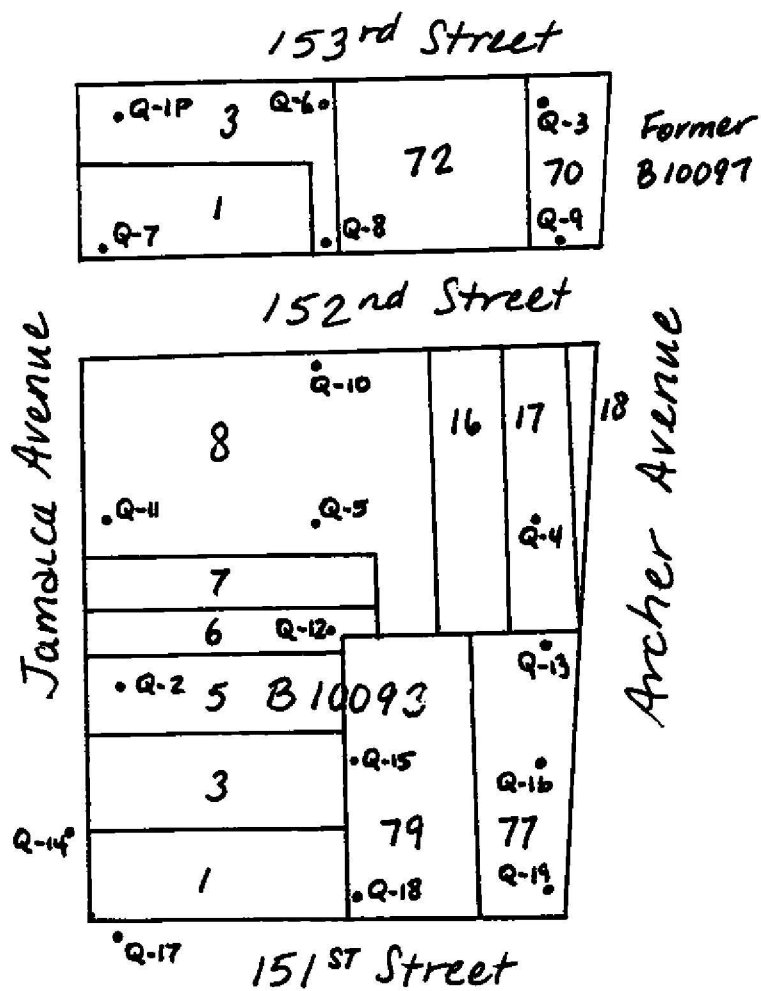 153rd Street
Q-1P
3
Q-6
72
Q-3
70
Q-9
Former
B10097
1
Q-7
Q-8
152nd Street
Jamaica Avenue
Archer Avenue
Q-10
8
16
17
18
Q-11
Q-5
Q-4
7
6
Q-12
Q-13
Q-2
5
B10093
Q-15
3
Q-16
79
77
Q-14
1
Q-18
Q-19
Q-17
151ST Street